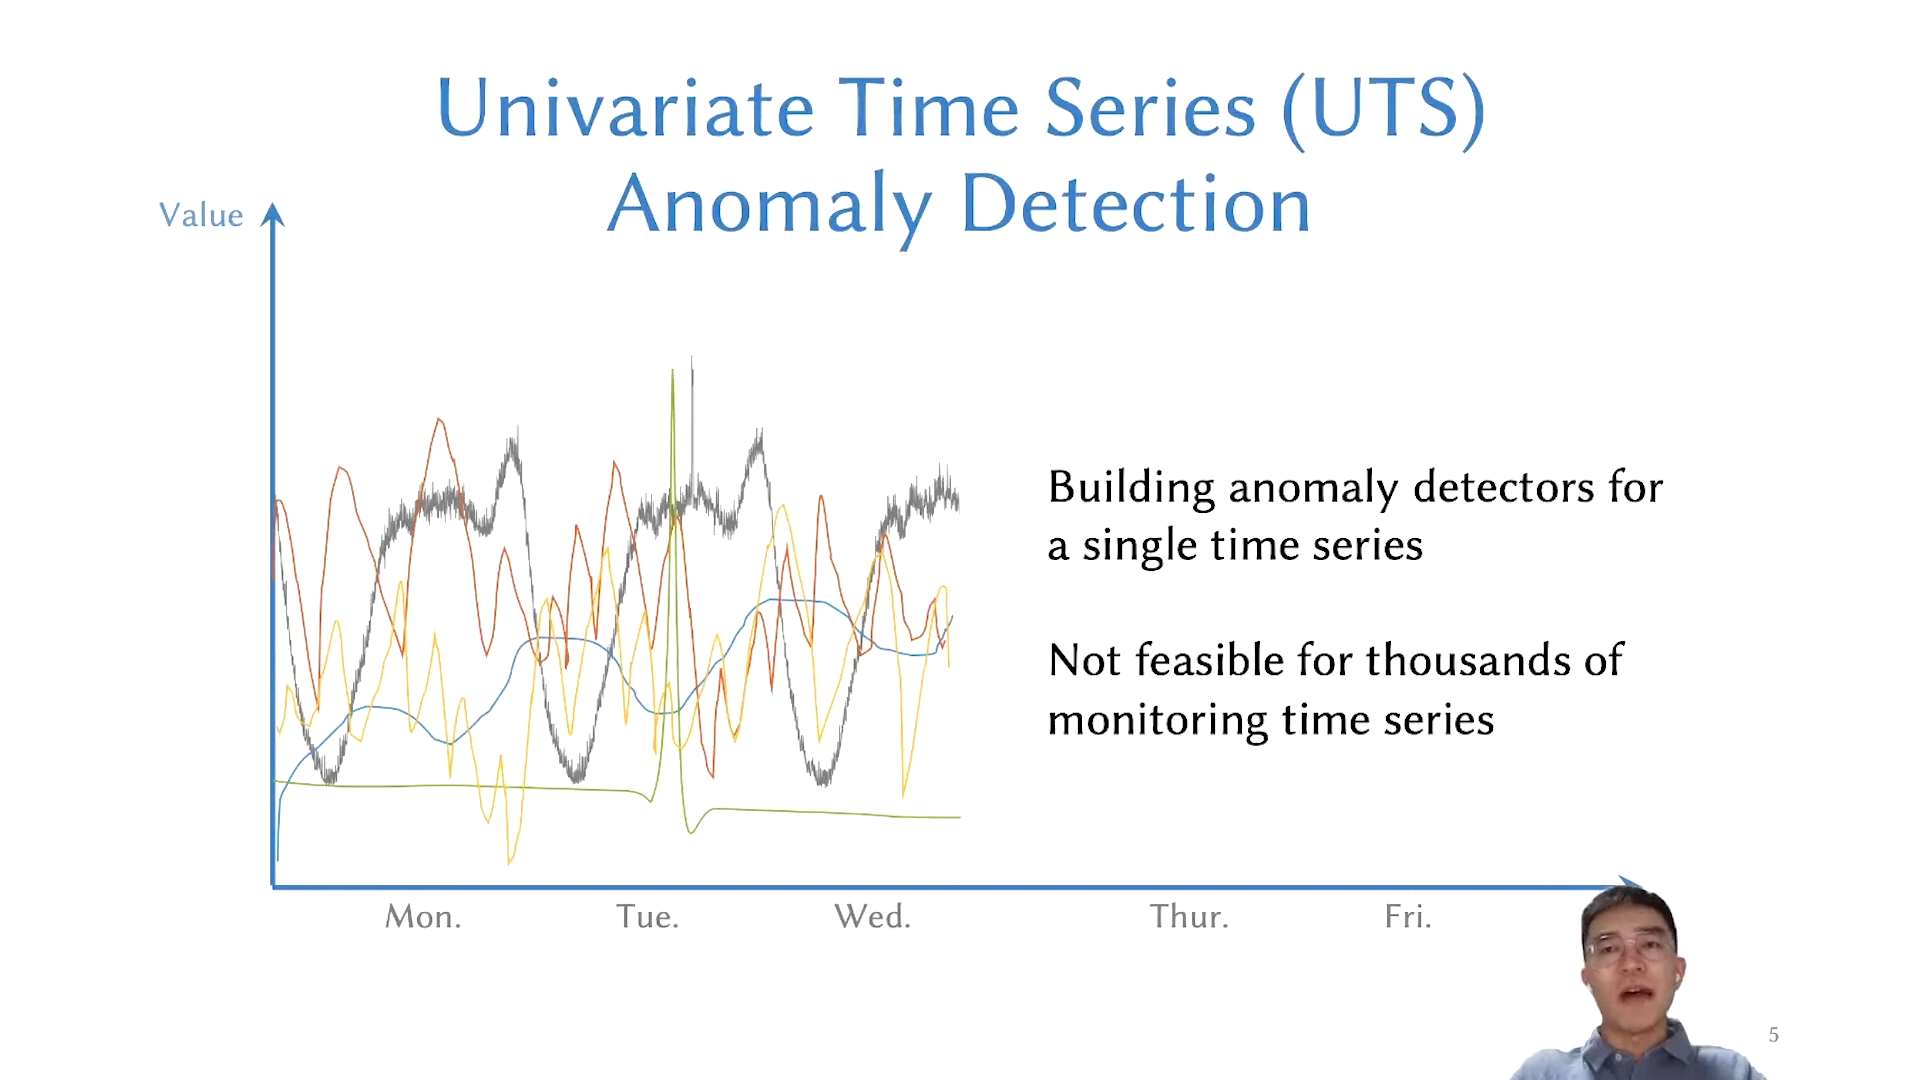 Univariate Time Series (UTS)
Anomaly Detection
Value
Building anomaly detectors for
a single time series
Not feasible for thousands of
monitoring time series
Mon.
Tue.
Wed.
Thur.
Fri.
5